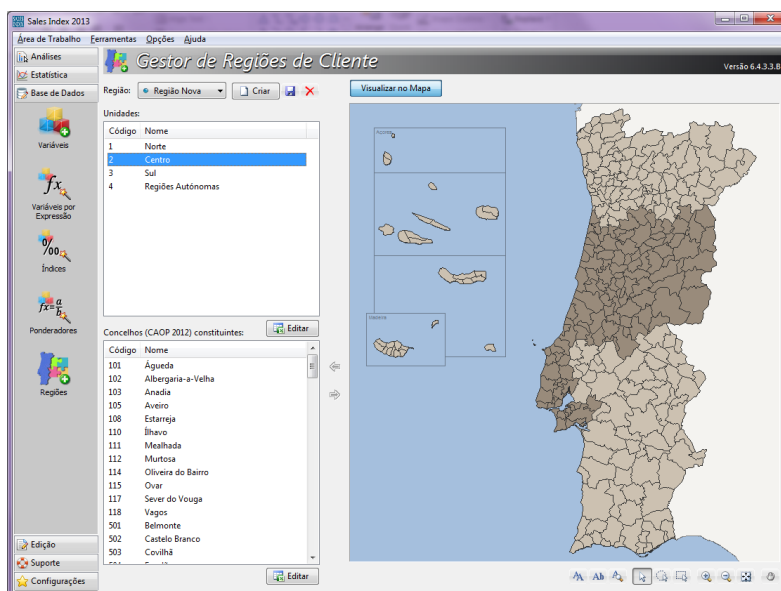 Sales Index 2013
Área de Trabalho Ferramentas Opções Ajuda
Análises
Estatística
Base de Dados
Variáveis
fx
Variáveis por
Expressão
%00
Índices
fx=a/b
Ponderadores
Regiões
Edição
Suporte
Configurações
Gestor de Regiões de Cliente
Versão 6.4.3.3.B
Região: Região Nova Criar
Visualizar no Mapa
Unidades:
Código Nome
1 Norte
2 Centro
3 Sul
4 Regiões Autónomas
Editar
Concelhos (CAOP 2012) constituintes:
Código Nome
101 Águeda
102 Albergaria-a-Velha
103 Anadia
105 Aveiro
108 Estarreja
110 Ílhavo
111 Mealhada
112 Murtosa
114 Oliveira do Bairro
115 Ovar
117 Sever do Vouga
118 Vagos
501 Belmonte
502 Castelo Branco
503 Covilhã
Editar
Açores
Madeira
Ab